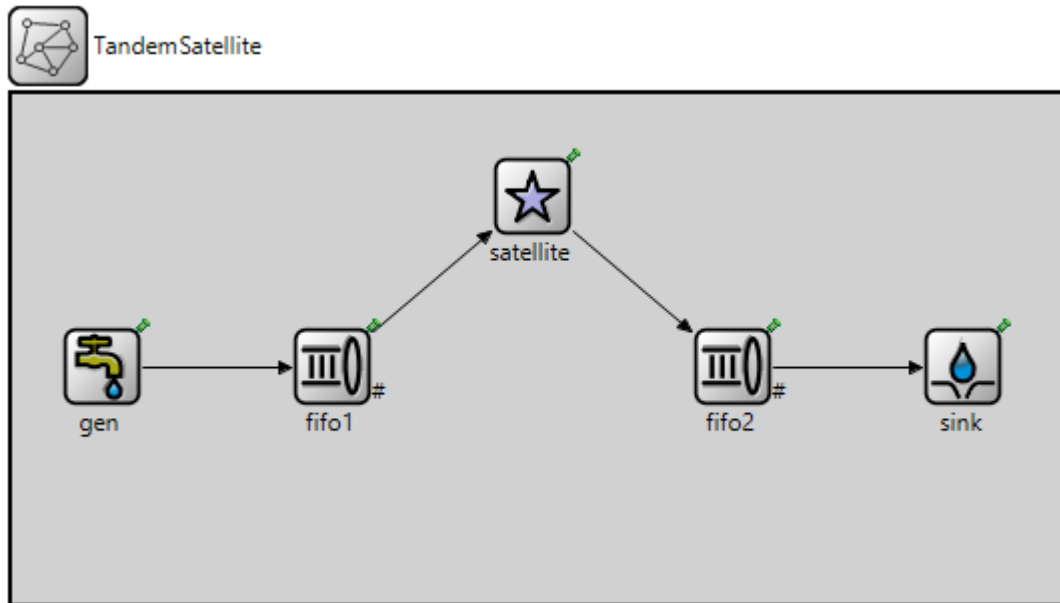 TandemSatellite
satellite
#
#
gen
fifo1
fifo2
sink